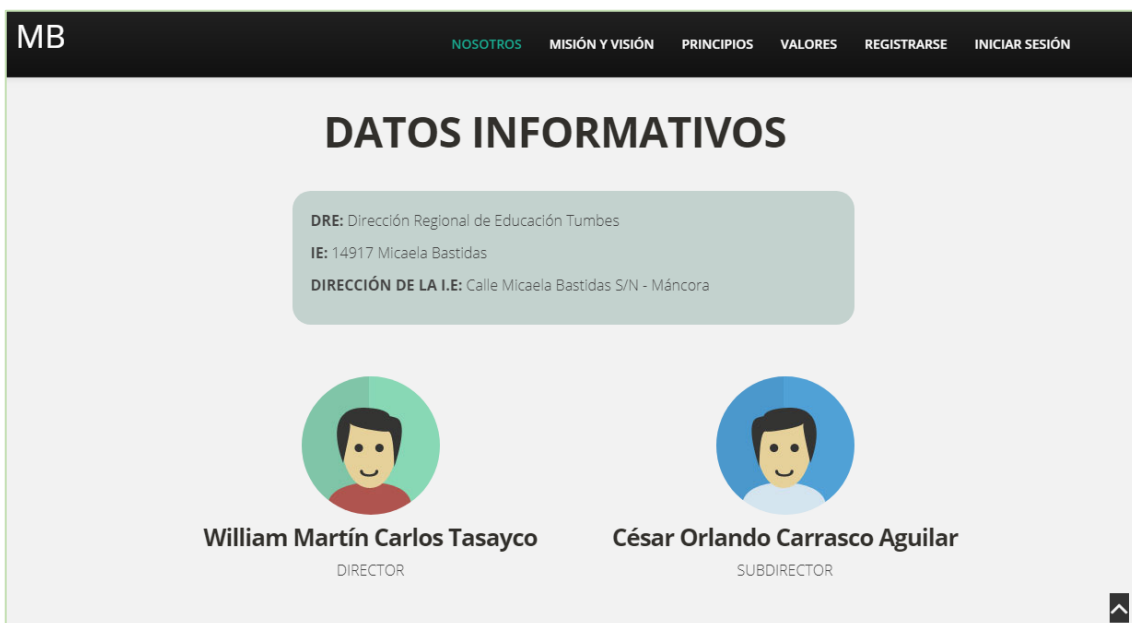 MB
NOSOTROS MISIÓN Y VISIÓN PRINCIPIOS VALORES REGISTRARSE INICIAR SESIÓN
DATOS INFORMATIVOS
DRE: Dirección Regional de Educación Tumbes
IE: 14917 Micaela Bastidas
DIRECCIÓN DE LA I.E: Calle Micaela Bastidas S/N - Máncora
William Martín Carlos Tasayco César Orlando Carrasco Aguilar
DIRECTOR SUBDIRECTOR